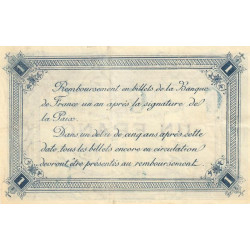 1 1
Remboursement en billets de la Banque
de France un an après la signature de
la Paix.
Dans un délai de cinq ans après cette
date tous les billets encore en circulation
devront être présentés au remboursement.
1 1